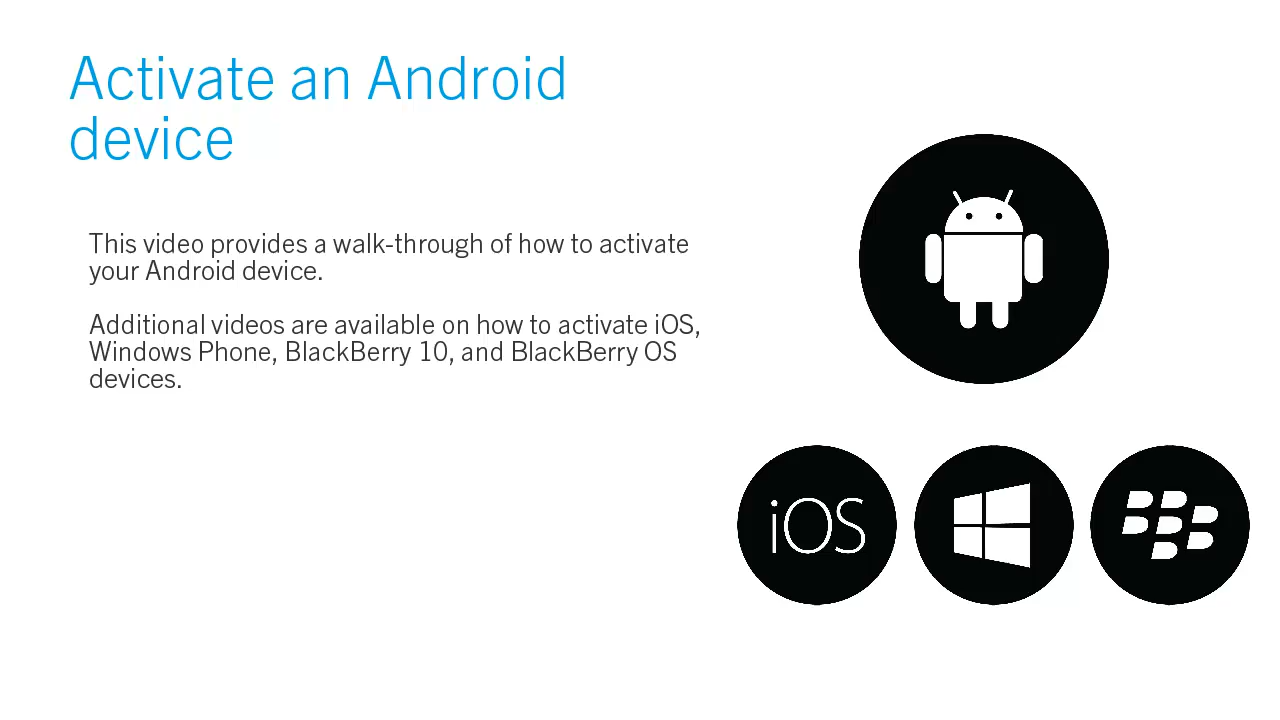 Activate an Android
device
This video provides a walk-through of how to activate
your Android device.
Additional videos are available on how to activate iOS,
Windows Phone, BlackBerry 10, and BlackBerry OS
devices.
iOS